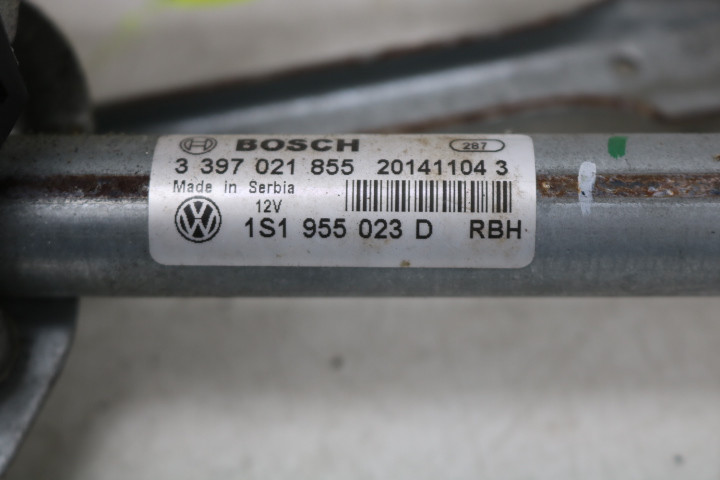 BOSCH 287
3 397 021 855 20141104 3
Made in Serbia
12V
1S1 955 023 D RBH